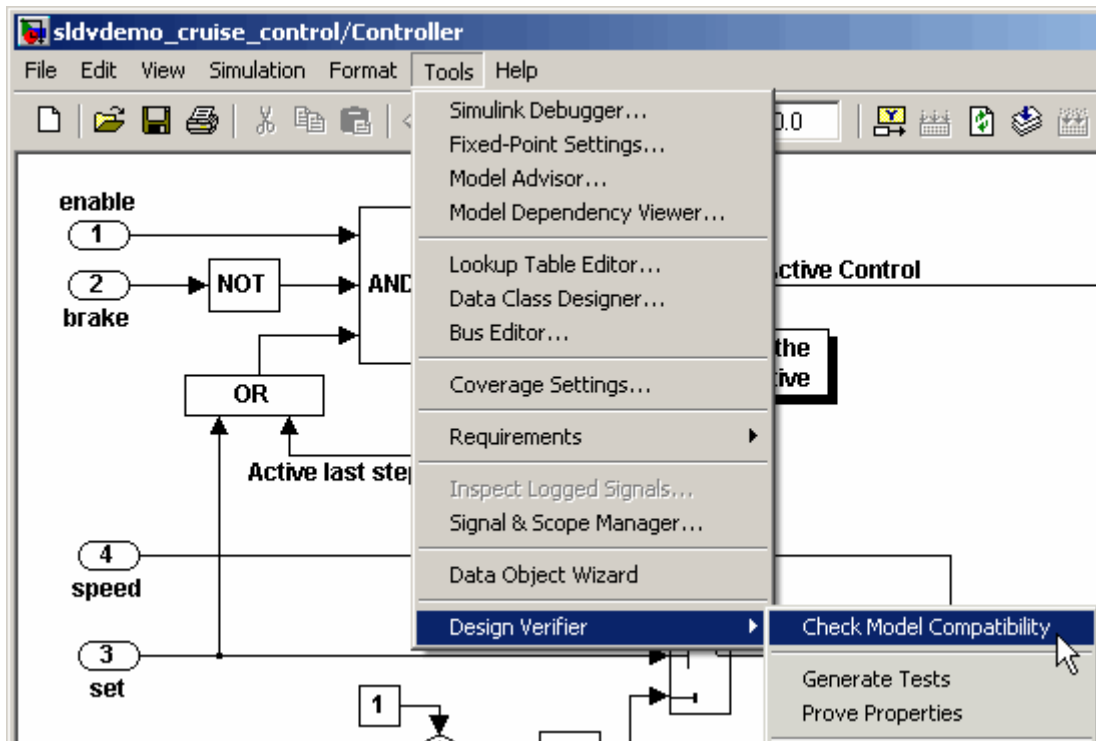 sldvdemo_cruise_control/Controller
File Edit View Simulation Format Tools Help
Simulink Debugger...
Fixed-Point Settings...
Model Advisor...
Model Dependency Viewer...
Lookup Table Editor...
Data Class Designer...
Bus Editor...
Coverage Settings...
Requirements
Inspect Logged Signals...
Signal & Scope Manager...
Data Object Wizard
Design Verifier
Check Model Compatibility
Generate Tests
Prove Properties
0.0
enable
1
2
brake
NOT
AND
OR
Active last step
Active Control
the
4
speed
3
set
1